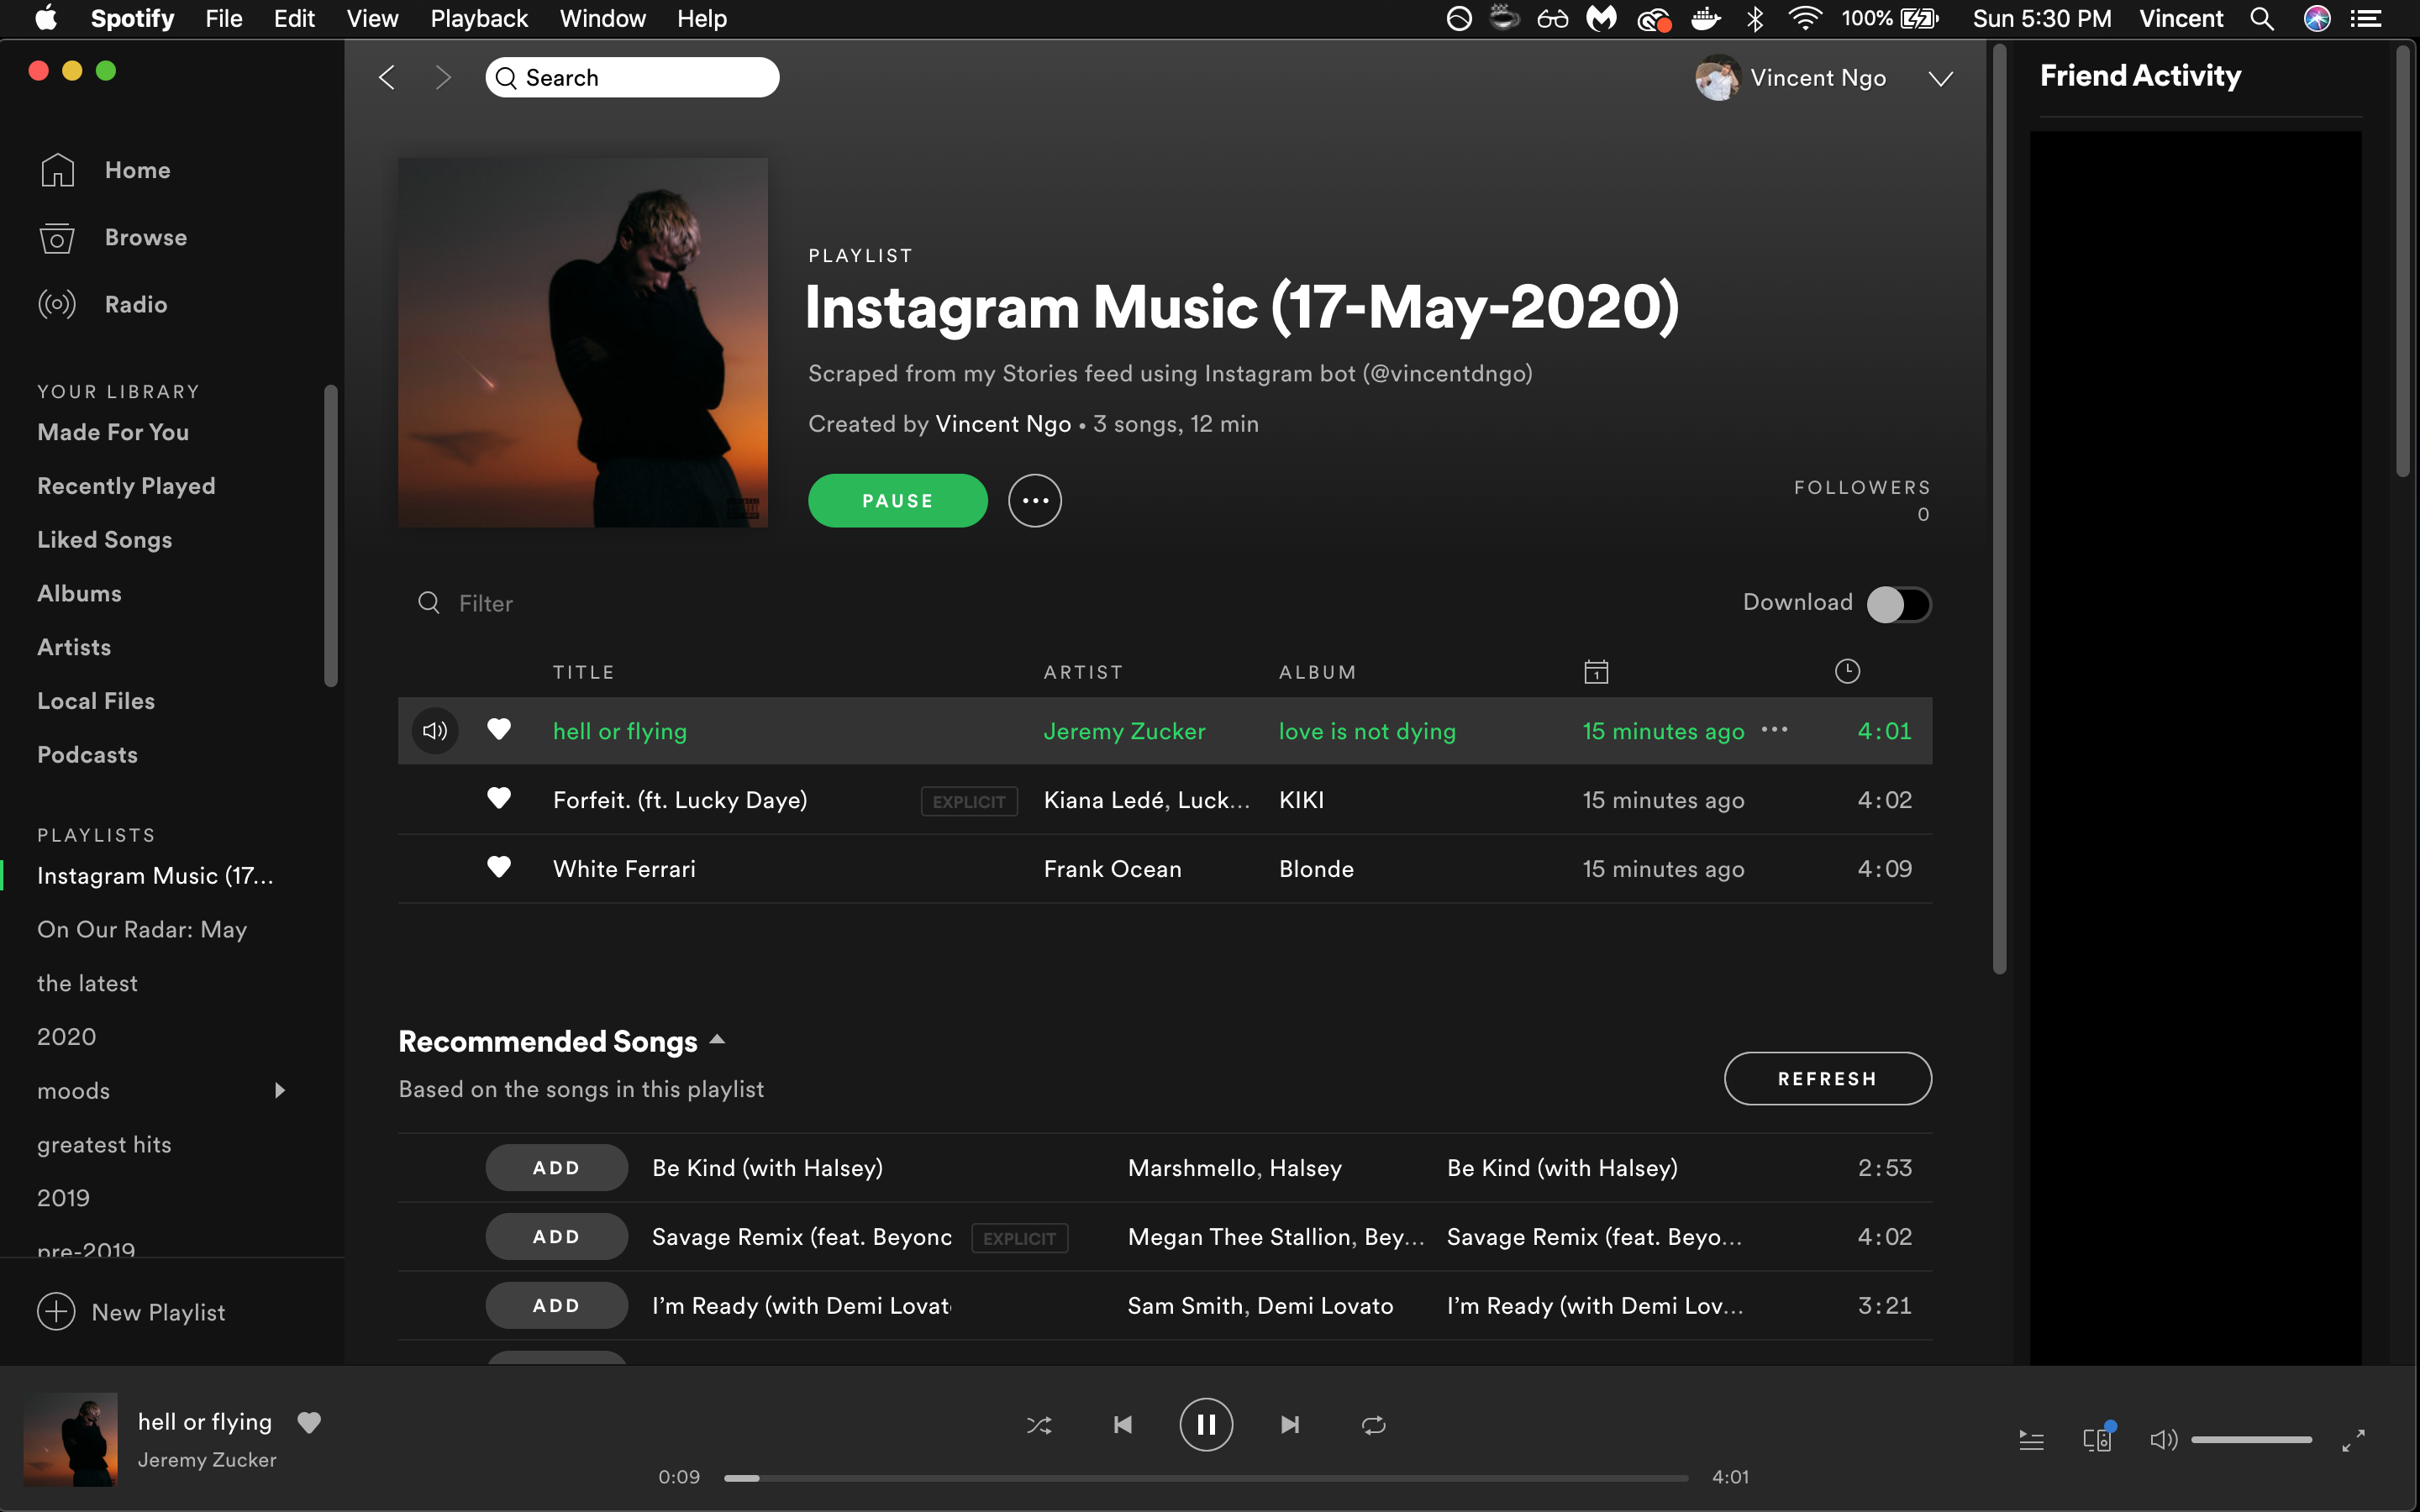 Spotify File Edit View Playback Window Help 100% Sun 5:30 PM Vincent
Search
Vincent Ngo
Friend Activity
Home
Browse
Radio
YOUR LIBRARY
Made For You
Recently Played
Liked Songs
Albums
Artists
Local Files
Podcasts
PLAYLISTS
Instagram Music (17...
On Our Radar: May
the latest
2020
moods
greatest hits
2019
pre-2019
New Playlist
PLAYLIST
Instagram Music (17-May-2020)
Scraped from my Stories feed using Instagram bot (@vincentdngo)
Created by Vincent Ngo • 3 songs, 12 min
PAUSE
FOLLOWERS
0
Filter
Download
TITLE ARTIST ALBUM 1
hell or flying Jeremy Zucker love is not dying 15 minutes ago 4:01
Forfeit. (ft. Lucky Daye) EXPLICIT Kiana Ledé, Luck... KIKI 15 minutes ago 4:02
White Ferrari Frank Ocean Blonde 15 minutes ago 4:09
Recommended Songs
Based on the songs in this playlist
REFRESH
ADD Be Kind (with Halsey) Marshmello, Halsey Be Kind (with Halsey) 2:53
ADD Savage Remix (feat. Beyonc EXPLICIT Megan Thee Stallion, Bey... Savage Remix (feat. Beyo... 4:02
ADD I'm Ready (with Demi Lovat Sam Smith, Demi Lovato I'm Ready (with Demi Lov... 3:21
hell or flying
Jeremy Zucker
0:09 4:01